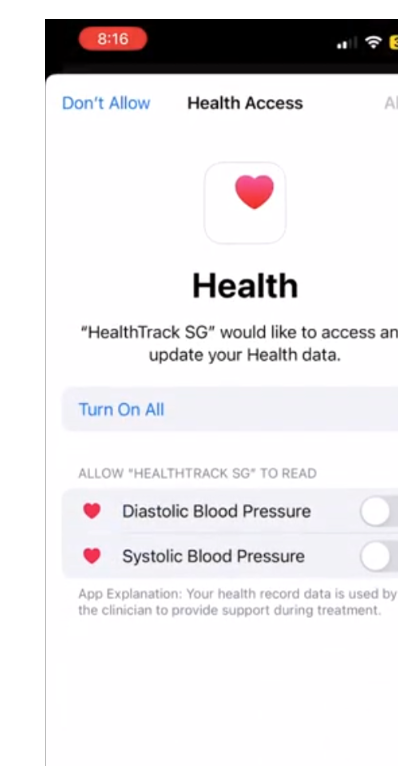 8:16
Don't Allow
Health Access
Health
"HealthTrack SG" would like to access
update your Health data.
Turn On All
ALLOW "HEALTHTRACK SG" TO READ
Diastolic Blood Pressure
Systolic Blood Pressure
App Explanation: Your health record data is used by
the clinician to provide support during treatment.